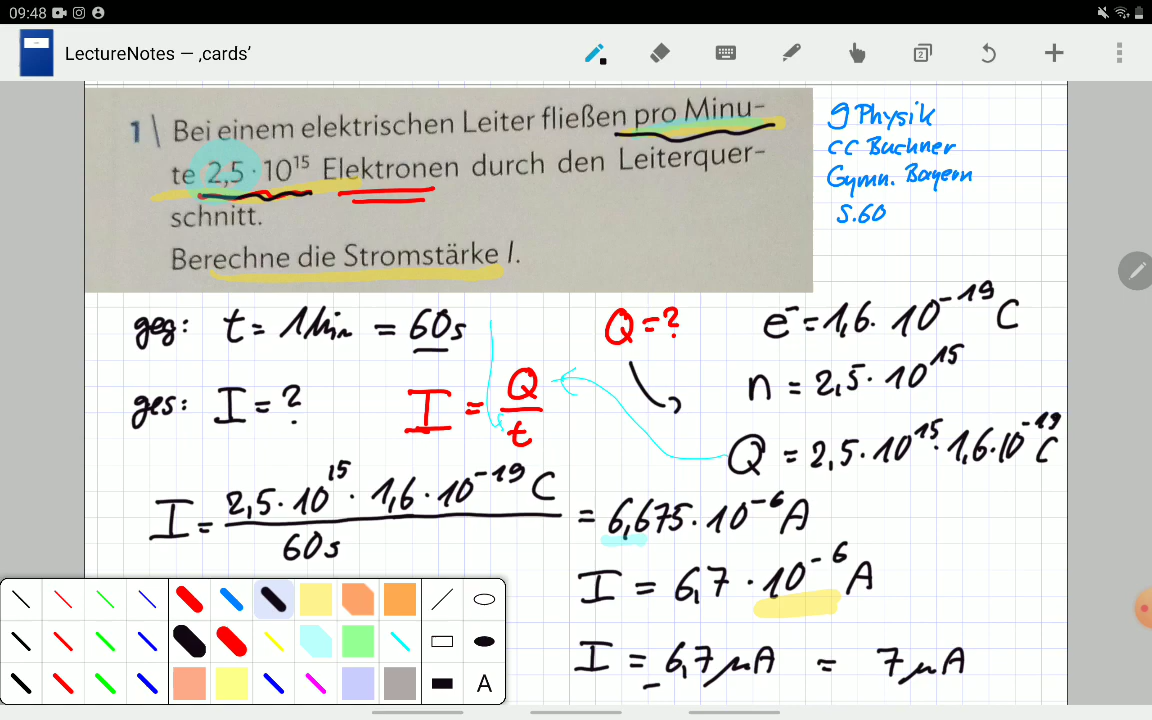 09:48
LectureNotes — ‚cards’
2
1 \ Bei einem elektrischen Leiter fließen pro Minu-
te 2,5 · 10¹⁵ Elektronen durch den Leiterquer-
schnitt.
Berechne die Stromstärke I.
9 Physik
CC Buchner
Gymn. Bayern
S.60
geg: t = 1 Min = 60s
Q = ?
e⁻ = 1,6 · 10⁻¹⁹ C
n = 2,5 · 10¹⁵
ges: I = ?
I = Q/t
Q = 2,5 · 10¹⁵ · 1,6 · 10⁻¹⁹ C
I = 2,5 · 10¹⁵ · 1,6 · 10⁻¹⁹ C / 60s = 6,675 · 10⁻⁶ A
I = 6,7 · 10⁻⁶ A
I = 6,7 µA = 7 µA
A